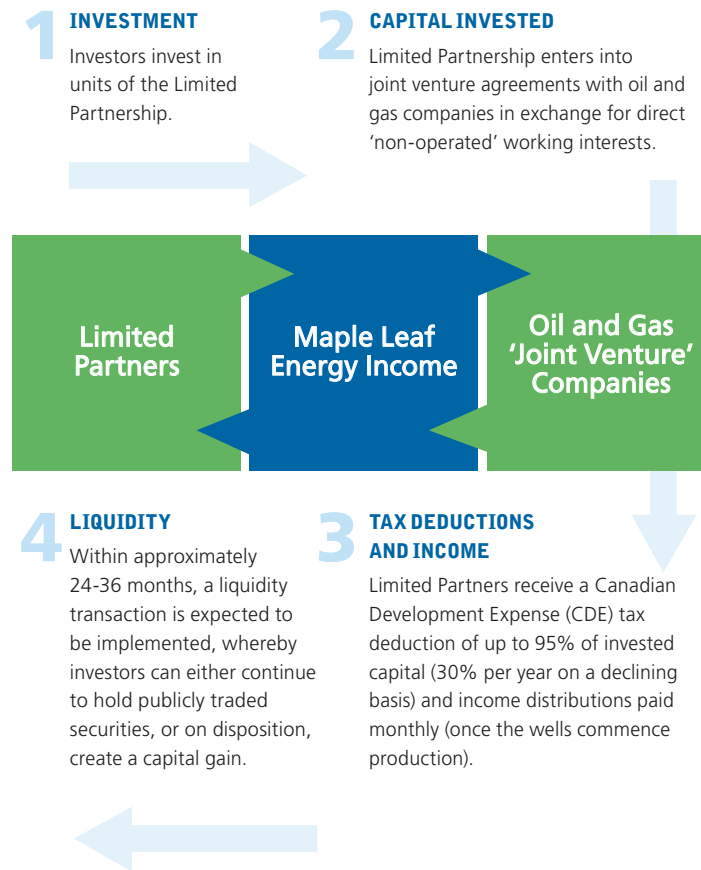 1
INVESTMENT
Investors invest in
units of the Limited
Partnership.
2
CAPITAL INVESTED
Limited Partnership enters into
joint venture agreements with oil and
gas companies in exchange for direct
‘non-operated’ working interests.
Limited
Partners
Maple Leaf
Energy Income
Oil and Gas
‘Joint Venture’
Companies
3
TAX DEDUCTIONS
AND INCOME
Limited Partners receive a Canadian
Development Expense (CDE) tax
deduction of up to 95% of invested
capital (30% per year on a declining
basis) and income distributions paid
monthly (once the wells commence
production).
4
LIQUIDITY
Within approximately
24-36 months, a liquidity
transaction is expected to
be implemented, whereby
investors can either continue
to hold publicly traded
securities, or on disposition,
create a capital gain.